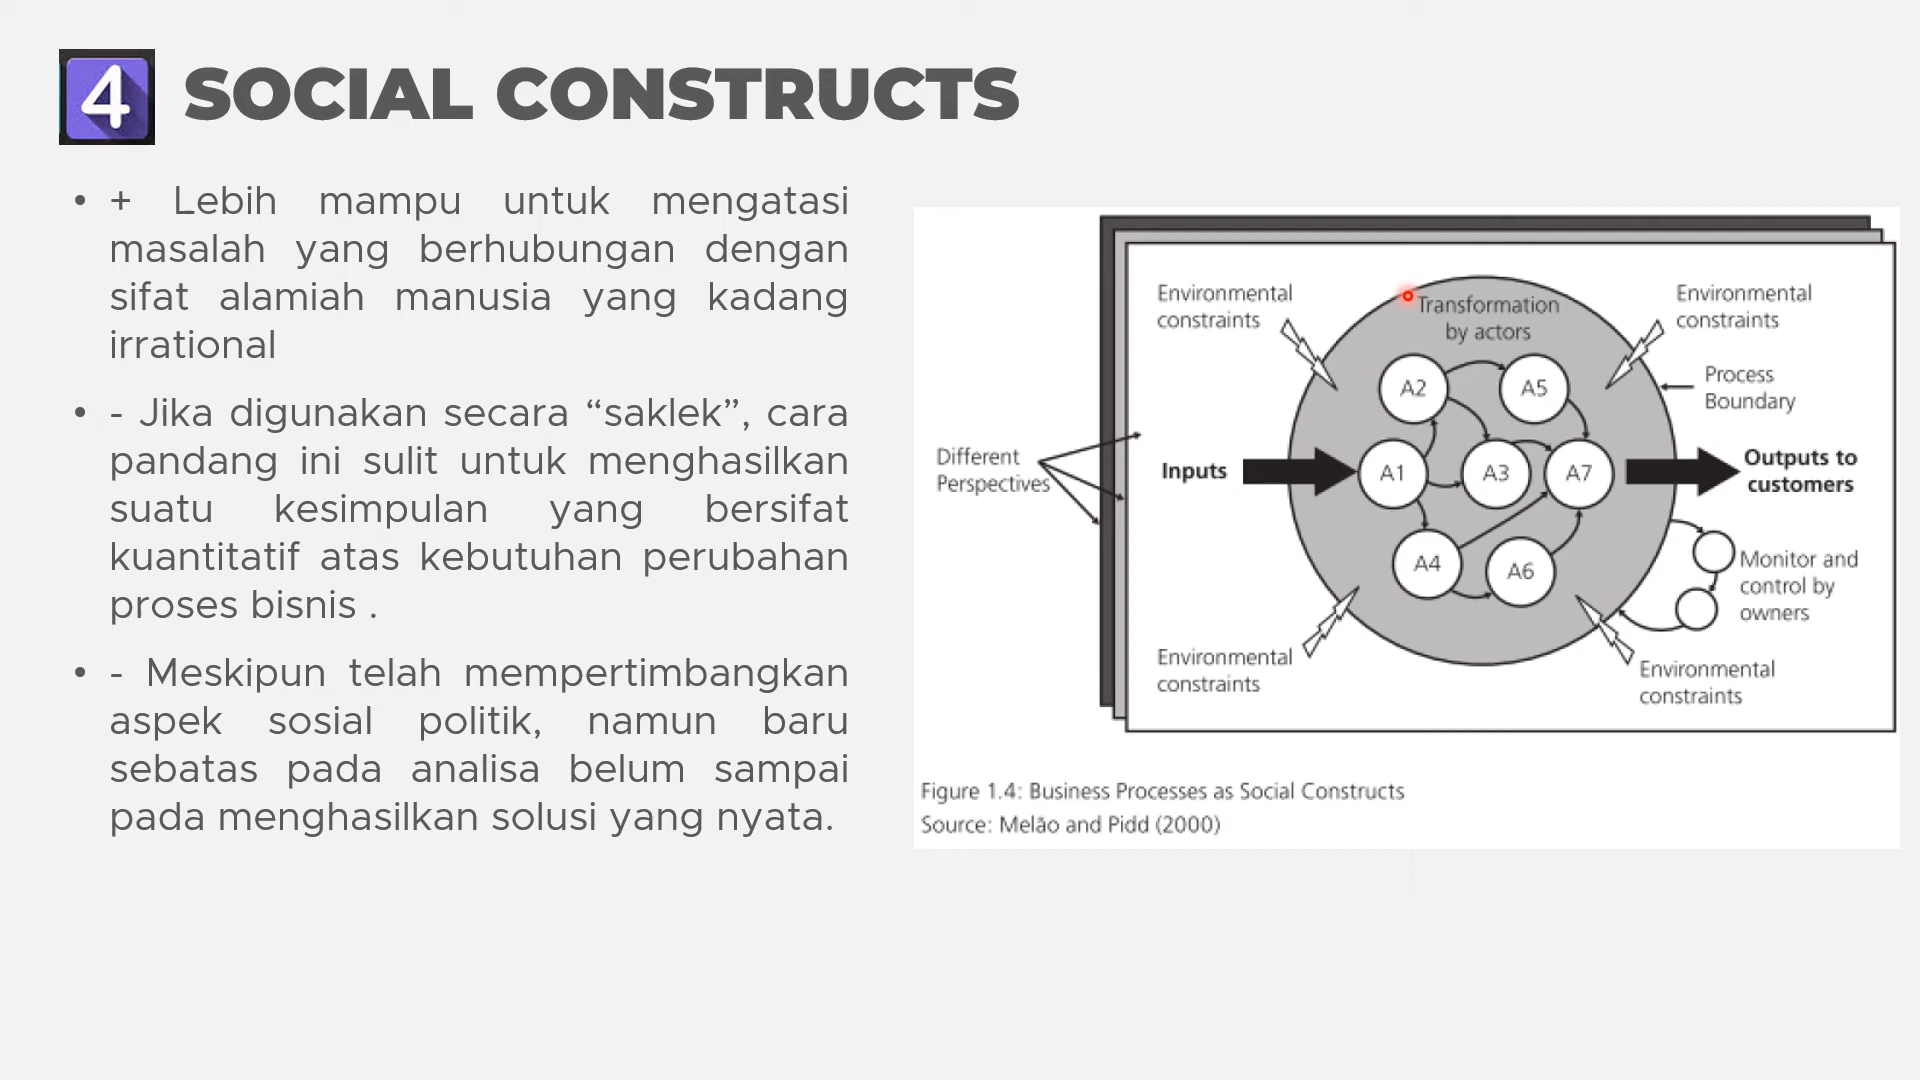 4 SOCIAL CONSTRUCTS
• + Lebih mampu untuk mengatasi
masalah yang berhubungan dengan
sifat alamiah manusia yang kadang
irrational
• - Jika digunakan secara “saklek”, cara
pandang ini sulit untuk menghasilkan
suatu kesimpulan yang bersifat
kuantitatif atas kebutuhan perubahan
proses bisnis .
• - Meskipun telah mempertimbangkan
aspek sosial politik, namun baru
sebatas pada analisa belum sampai
pada menghasilkan solusi yang nyata.
Different
Perspectives
Environmental
constraints
Transformation
by actors
Environmental
constraints
Process
Boundary
Inputs
A2
A5
A1
A3
A7
A4
A6
Outputs to
customers
Monitor and
control by
owners
Environmental
constraints
Environmental
constraints
Figure 1.4: Business Processes as Social Constructs
Source: Melão and Pidd (2000)